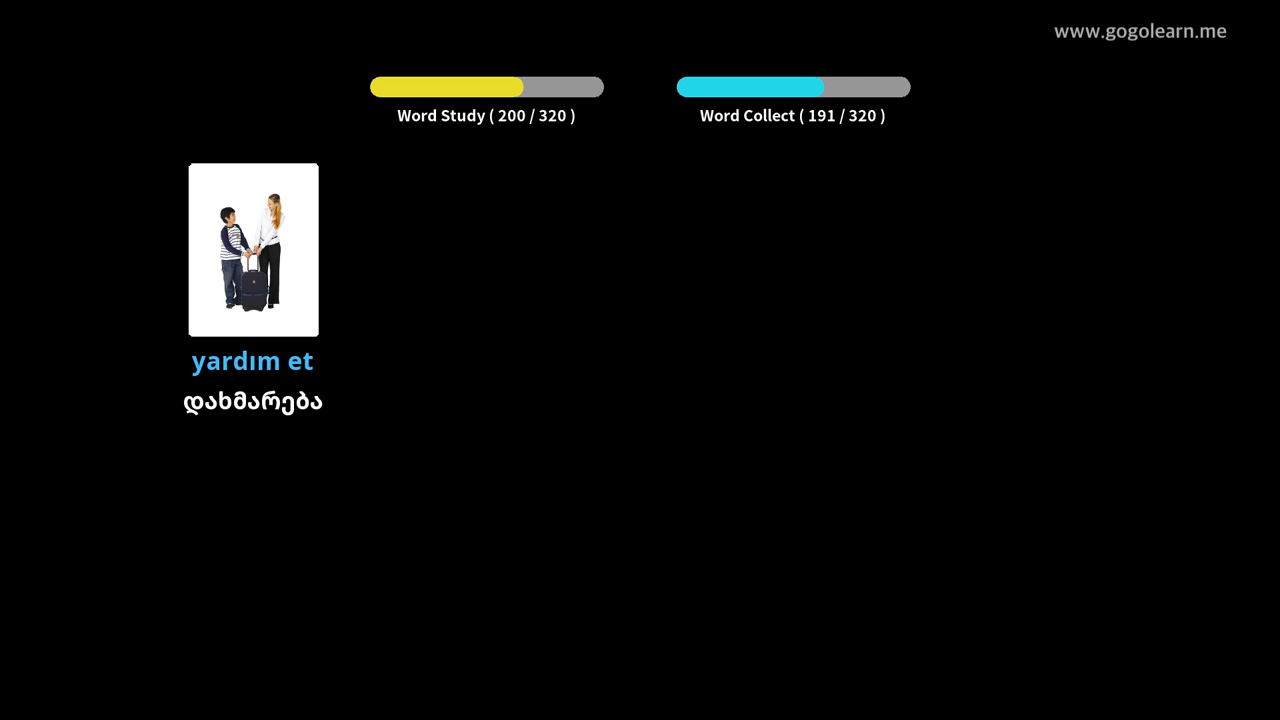 www.gogolearn.me
Word Study ( 200 / 320 )
Word Collect ( 191 / 320 )
yardım et
დახმარება